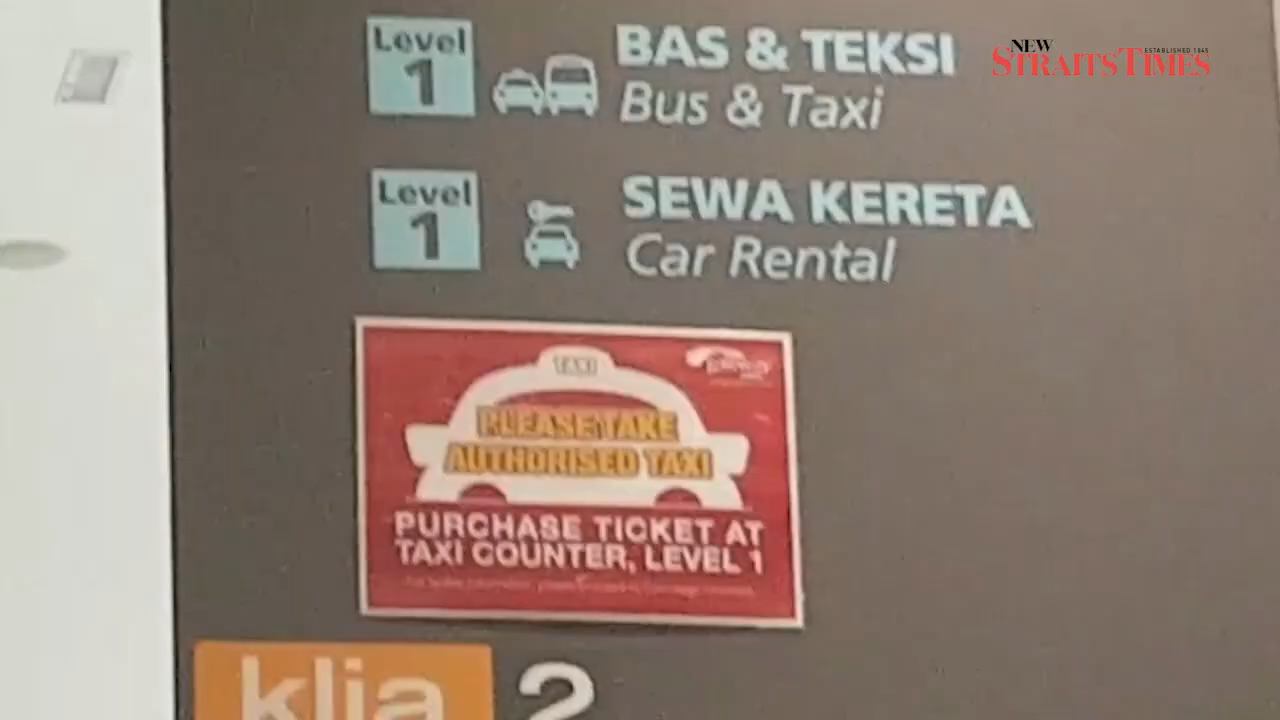 Level
1
BAS & TEKSI
Bus & Taxi
NEW
STRAITS TIMES
ESTABLISHED 1845
Level
1
SEWA KERETA
Car Rental
TAXI
PLEASE TAKE
AUTHORISED TAXI
PURCHASE TICKET AT
TAXI COUNTER, LEVEL 1
klia 2